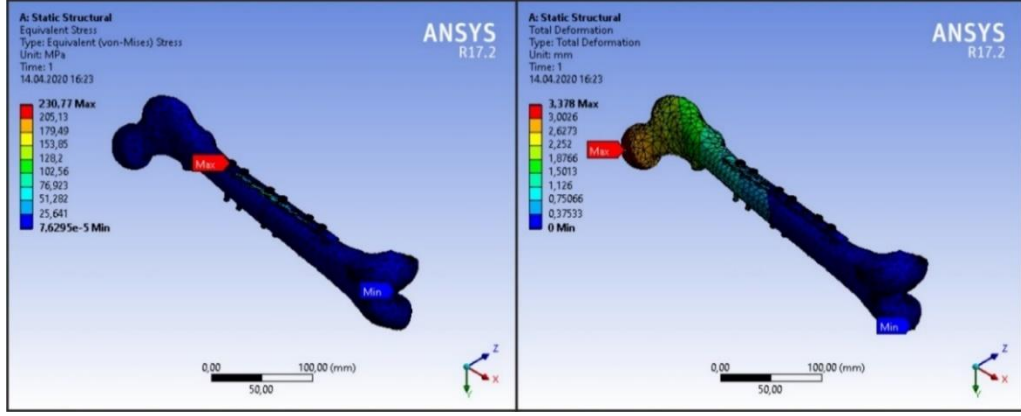 A: Static Structural
Equivalent Stress
Type: Equivalent (von-Mises) Stress
Unit: MPa
Time: 1
14.04.2020 16:23
ANSYS
R17.2
230,77 Max
205,13
179,49
153,85
128,2
102,56
76,923
51,282
25,641
7,6295e-5 Min
Max
Min
0,00
100,00 (mm)
50,00
Z
X
Y
A: Static Structural
Total Deformation
Type: Total Deformation
Unit: mm
Time: 1
14.04.2020 16:23
ANSYS
R17.2
3,378 Max
3,0026
2,6273
2,252
1,8766
1,5013
1,126
0,75066
0,37533
0 Min
Max
Min
0,00
100,00 (mm)
50,00
Z
X
Y